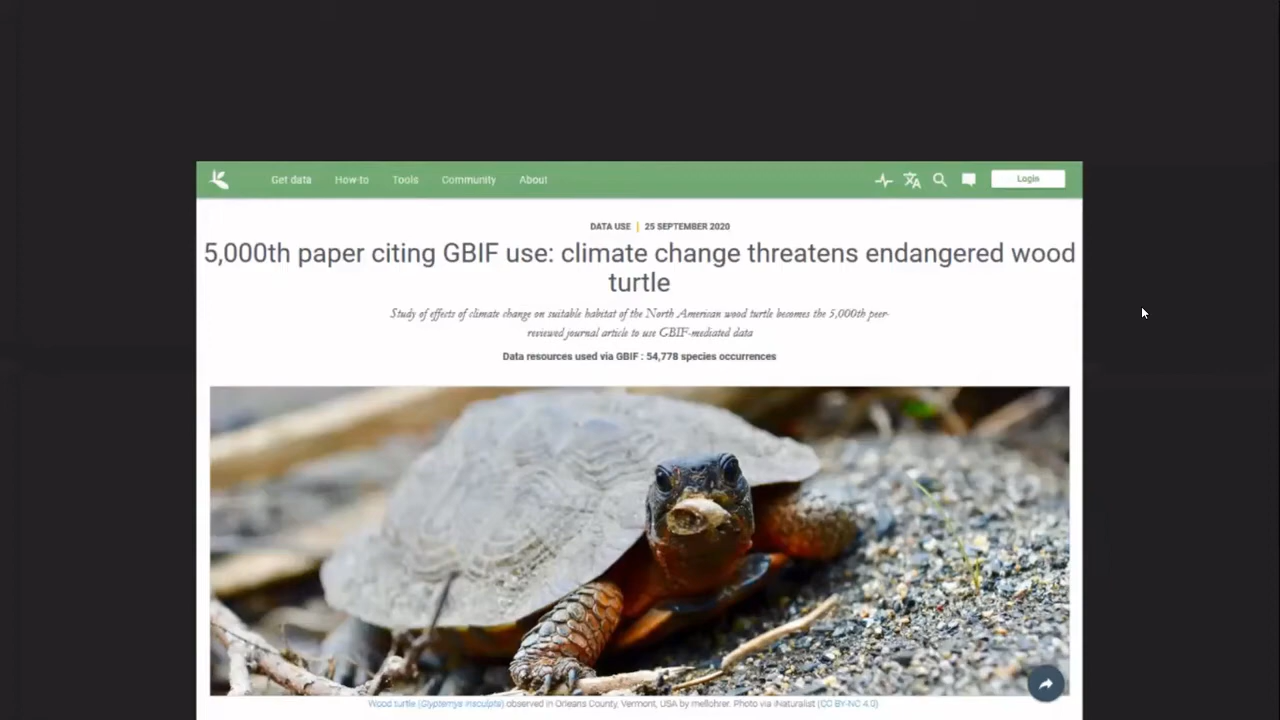 Get data How-to Tools Community About Login
DATA USE | 25 SEPTEMBER 2020
5,000th paper citing GBIF use: climate change threatens endangered wood
turtle
Study of effects of climate change on suitable habitat of the North American wood turtle becomes the 5,000th peer-
reviewed journal article to use GBIF-mediated data
Data resources used via GBIF : 54,778 species occurrences
Wood turtle (Glyptemys insculpta) observed in Orleans County, Vermont, USA by mellohrer. Photo via iNaturalist (CC BY-NC 4.0)